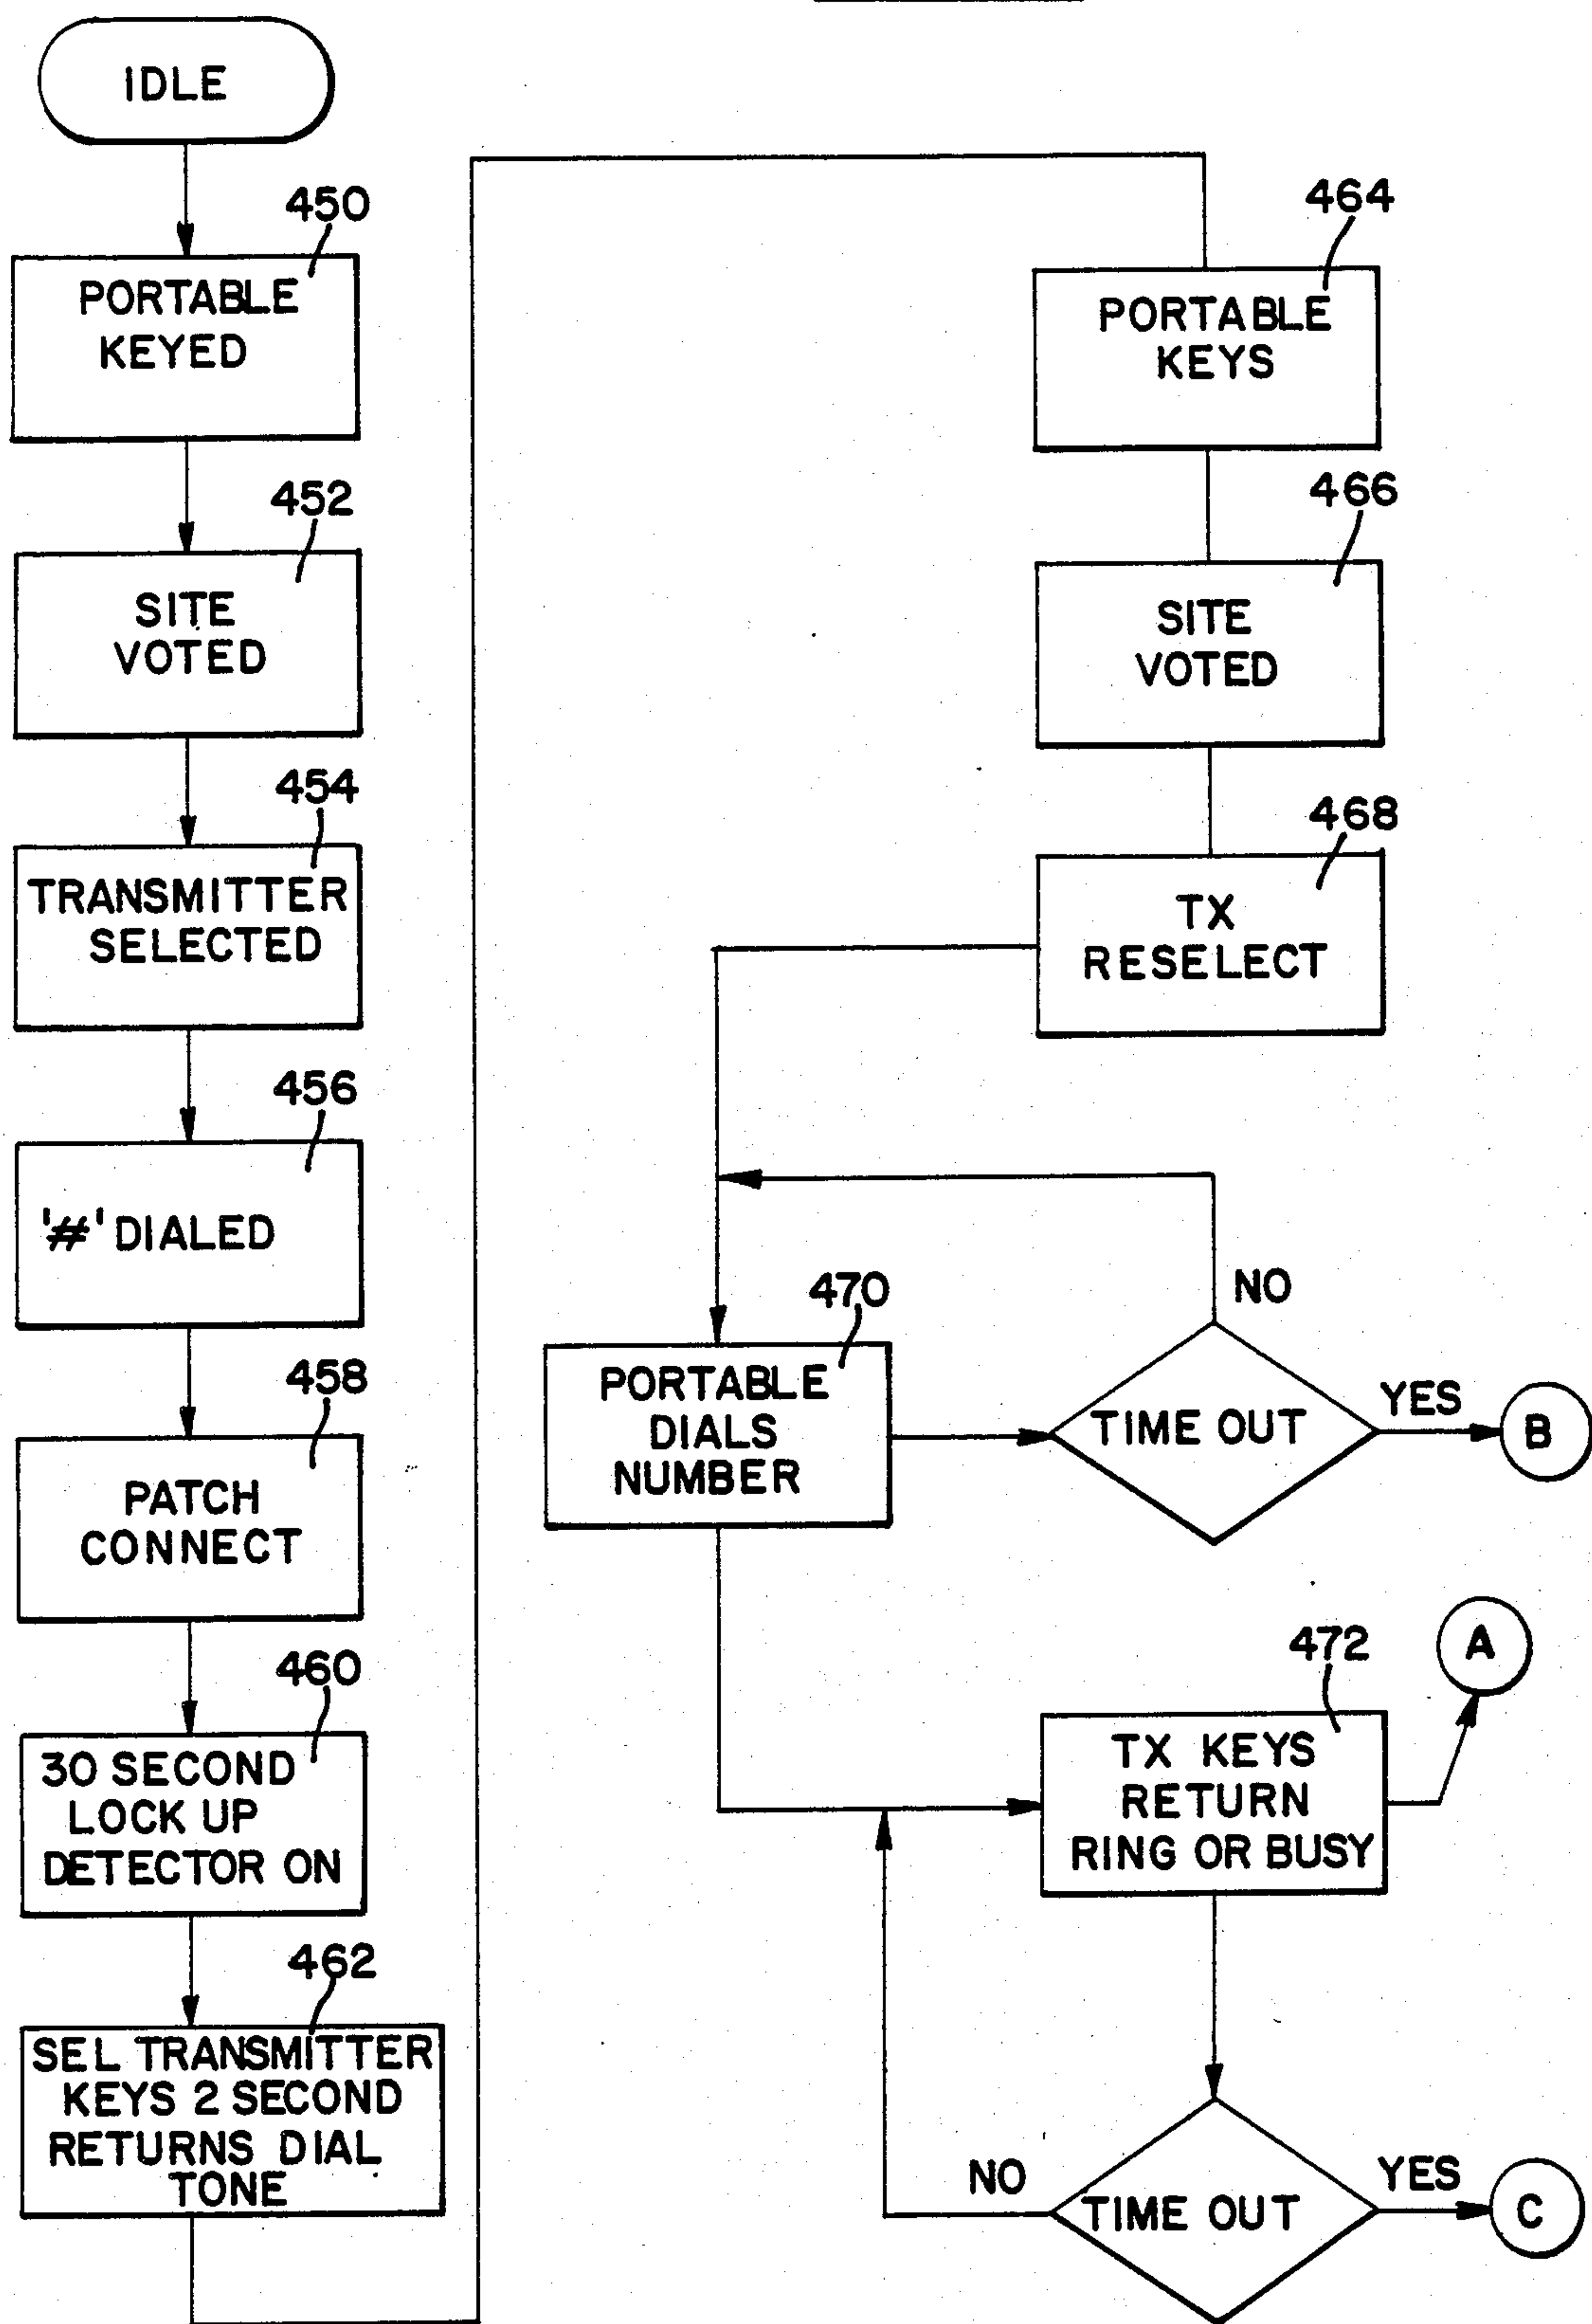 IDLE
450
PORTABLE
KEYED
452
SITE
VOTED
454
TRANSMITTER
SELECTED
456
'#' DIALED
458
PATCH
CONNECT
460
30 SECOND
LOCK UP
DETECTOR ON
462
SEL TRANSMITTER
KEYS 2 SECOND
RETURNS DIAL
TONE
464
PORTABLE
KEYS
466
SITE
VOTED
468
TX
RESELECT
470
PORTABLE
DIALS
NUMBER
NO
TIME OUT
YES
B
472
TX KEYS
RETURN
RING OR BUSY
A
NO
TIME OUT
YES
C